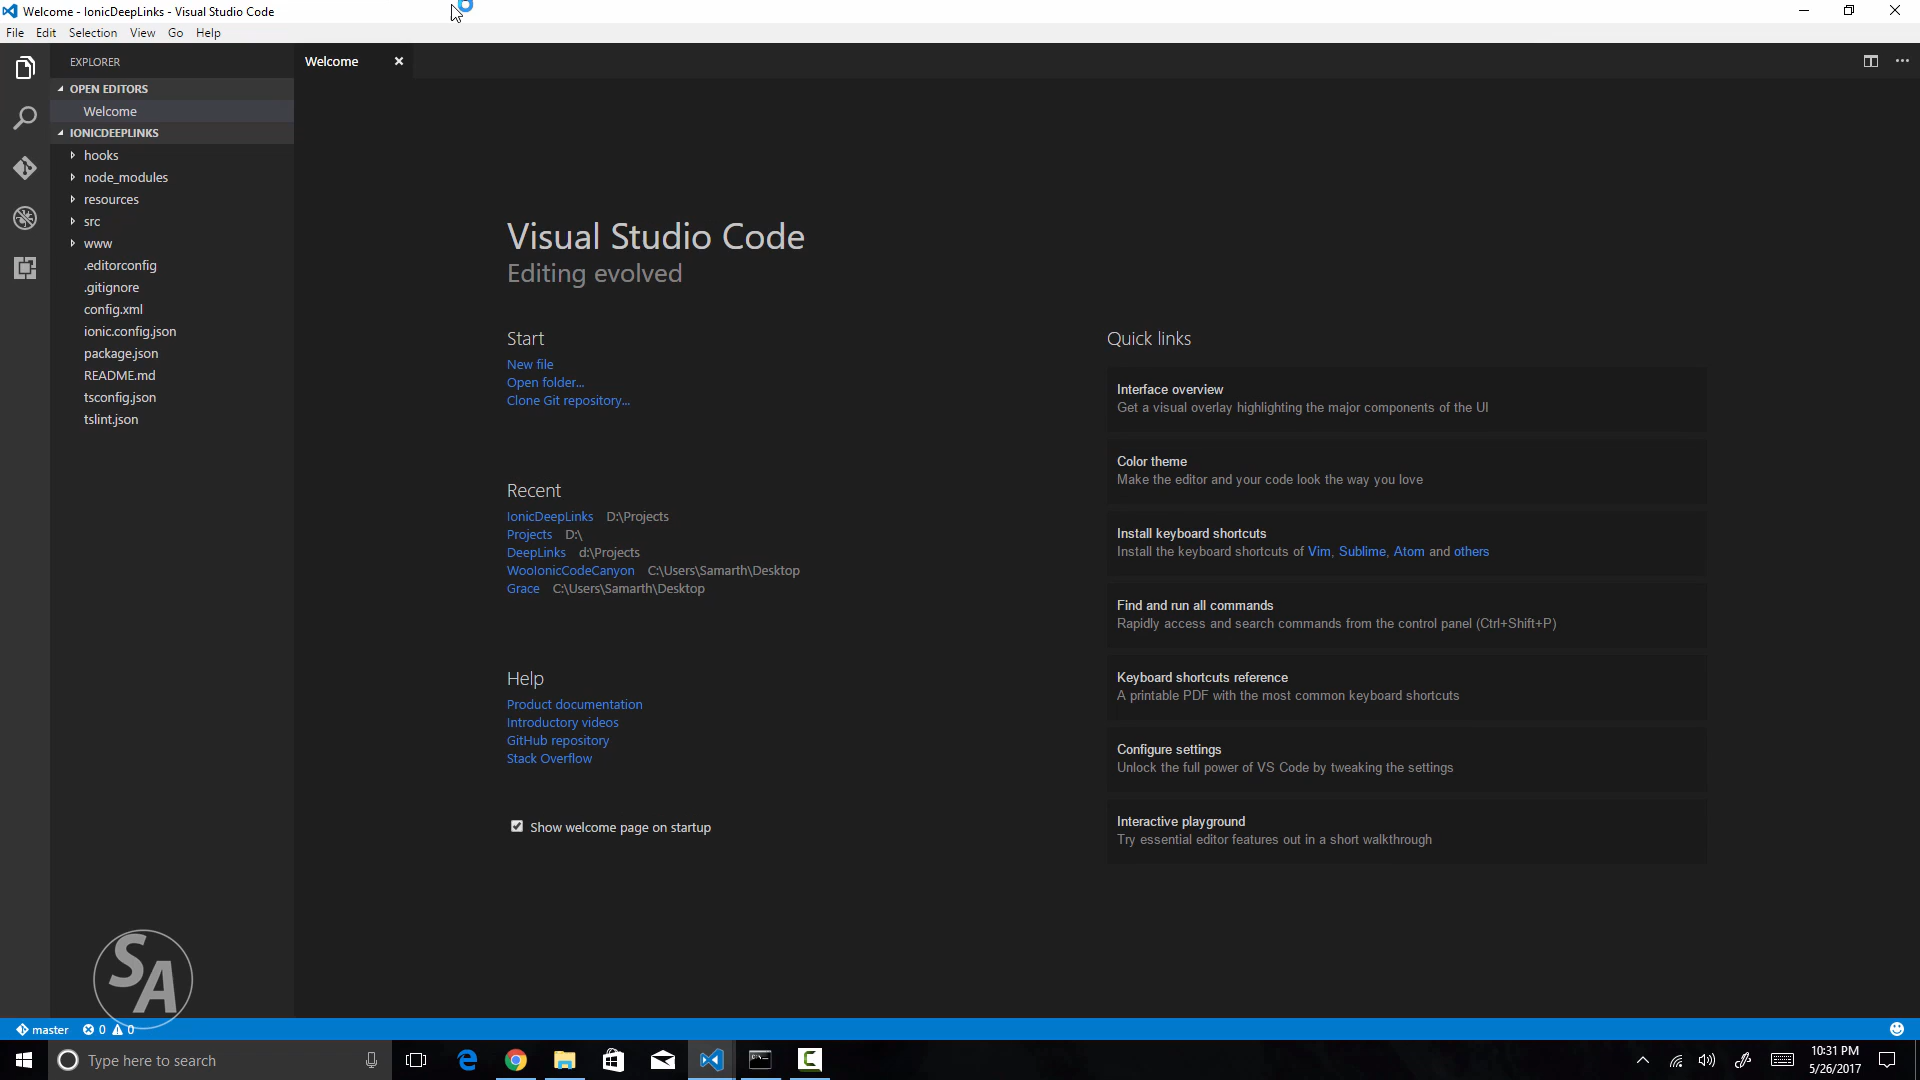 Welcome - IonicDeepLinks - Visual Studio Code
File Edit Selection View Go Help
EXPLORER
OPEN EDITORS
Welcome
IONICDEEPLINKS
hooks
node_modules
resources
src
www
.editorconfig
.gitignore
config.xml
ionic.config.json
package.json
README.md
tsconfig.json
tslint.json
Welcome
Visual Studio Code
Editing evolved
Start
New file
Open folder...
Clone Git repository...
Recent
IonicDeepLinks D:\Projects
Projects D:\
DeepLinks d:\Projects
WooIonicCodeCanyon C:\Users\Samarth\Desktop
Grace C:\Users\Samarth\Desktop
Help
Product documentation
Introductory videos
GitHub repository
Stack Overflow
Show welcome page on startup
Quick links
Interface overview
Get a visual overlay highlighting the major components of the UI
Color theme
Make the editor and your code look the way you love
Install keyboard shortcuts
Install the keyboard shortcuts of Vim, Sublime, Atom and others
Find and run all commands
Rapidly access and search commands from the control panel (Ctrl+Shift+P)
Keyboard shortcuts reference
A printable PDF with the most common keyboard shortcuts
Configure settings
Unlock the full power of VS Code by tweaking the settings
Interactive playground
Try essential editor features out in a short walkthrough
SA
master 0 0
Type here to search
10:31 PM
5/26/2017